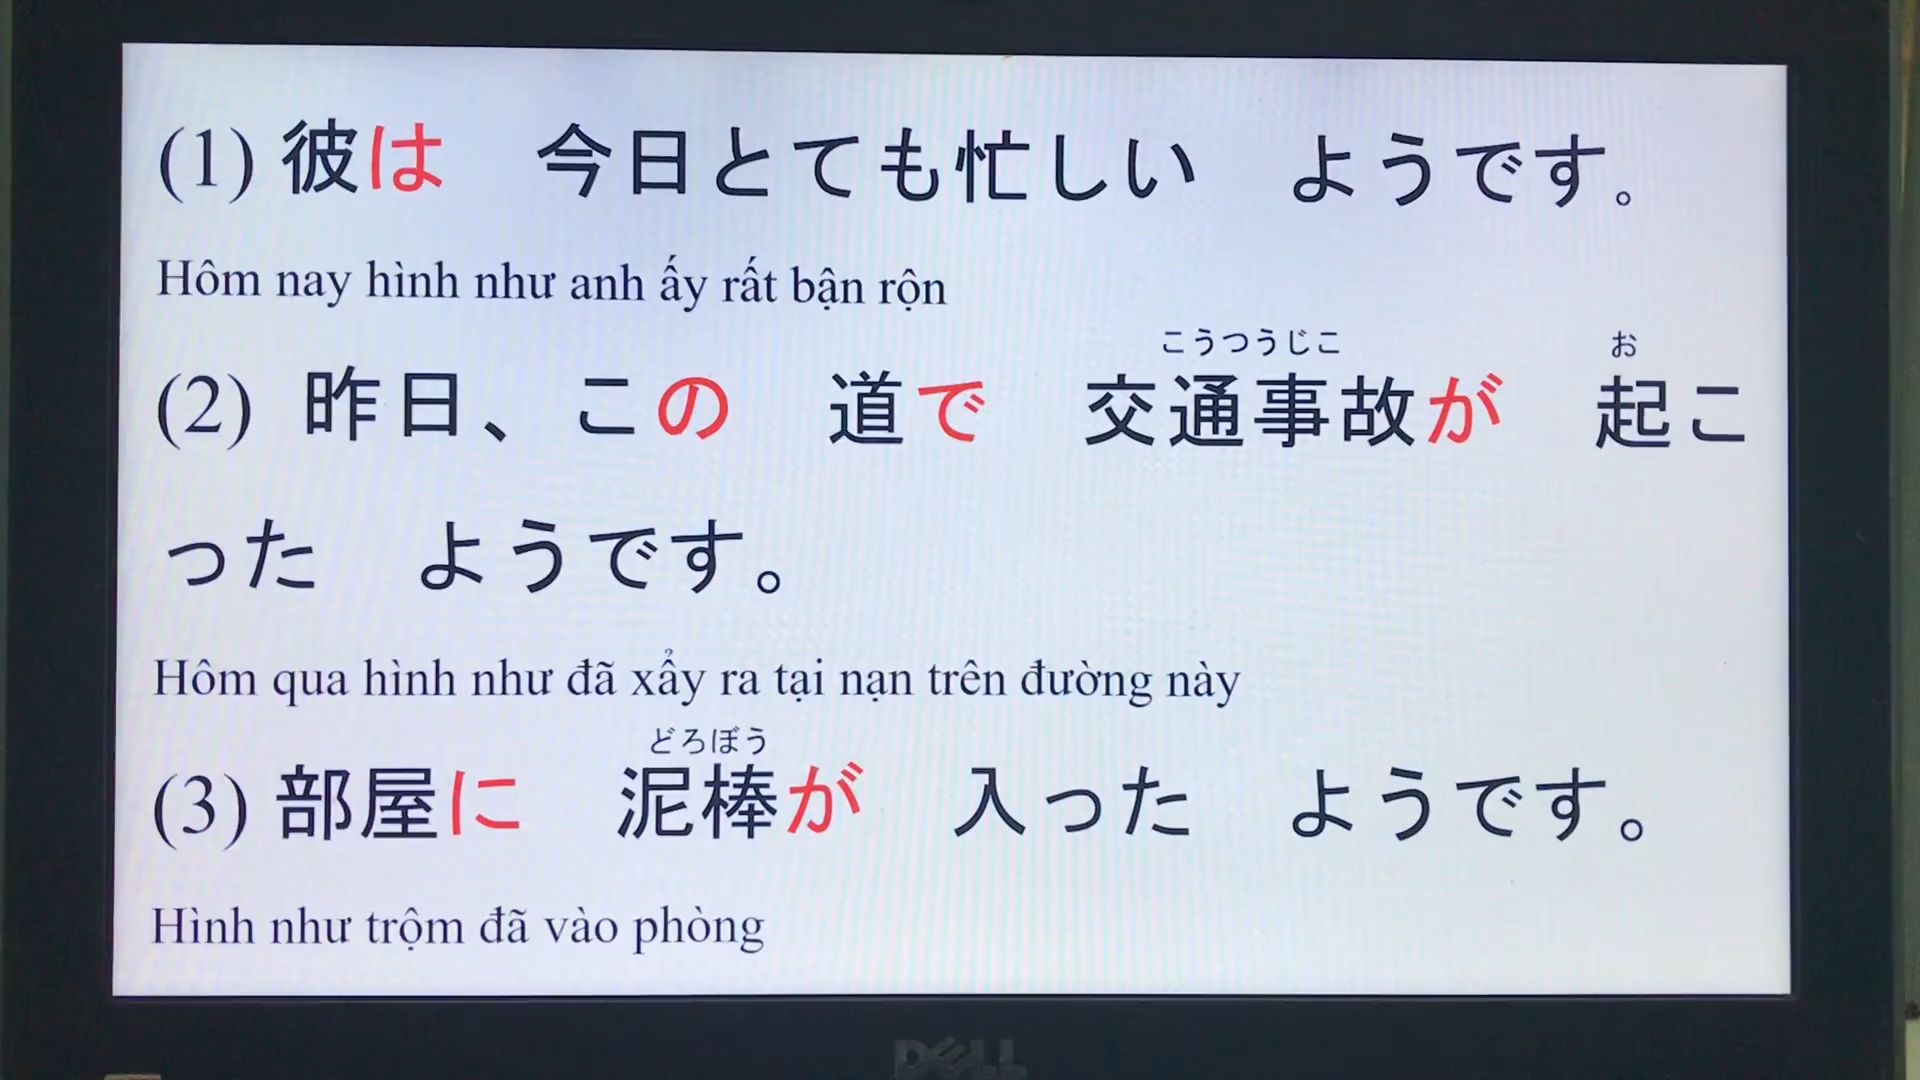 (1) 彼は　今日とても忙しい　ようです。
Hôm nay hình như anh ấy rất bận rộn
こうつうじこ　お
(2) 昨日、この　道で　交通事故が　起こ
った　ようです。
Hôm qua hình như đã xẩy ra tại nạn trên đường này
どろぼう
(3) 部屋に　泥棒が　入った　ようです。
Hình như trộm đã vào phòng
DELL